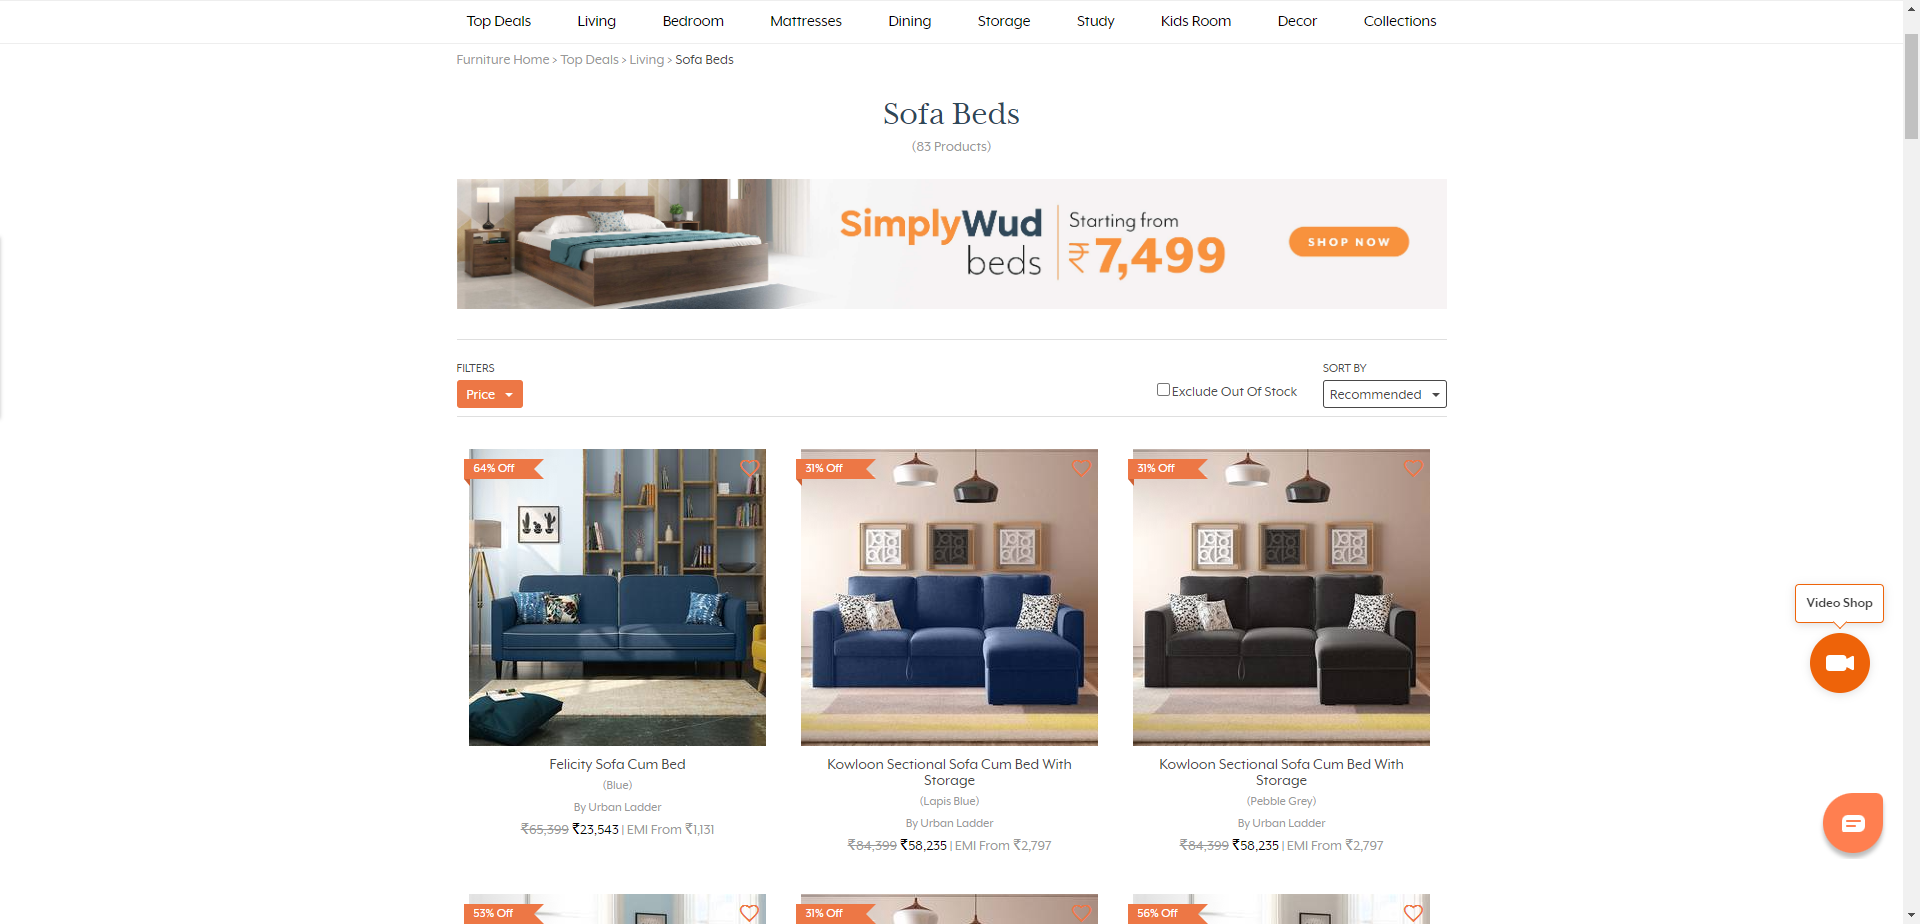 Top Deals Living Bedroom Mattresses Dining Storage Study Kids Room Decor Collections
Furniture Home > Top Deals > Living > Sofa Beds
Sofa Beds
(83 Products)
SimplyWud
beds
Starting from
₹7,499
SHOP NOW
FILTERS
Price
Exclude Out Of Stock
SORT BY
Recommended
64% Off
31% Off
31% Off
Felicity Sofa Cum Bed
(Blue)
By Urban Ladder
₹65,399 ₹23,543 | EMI From ₹1,131
Kowloon Sectional Sofa Cum Bed With
Storage
(Lapis Blue)
By Urban Ladder
₹84,399 ₹58,235 | EMI From ₹2,797
Kowloon Sectional Sofa Cum Bed With
Storage
(Pebble Grey)
By Urban Ladder
₹84,399 ₹58,235 | EMI From ₹2,797
Video Shop
53% Off
31% Off
56% Off